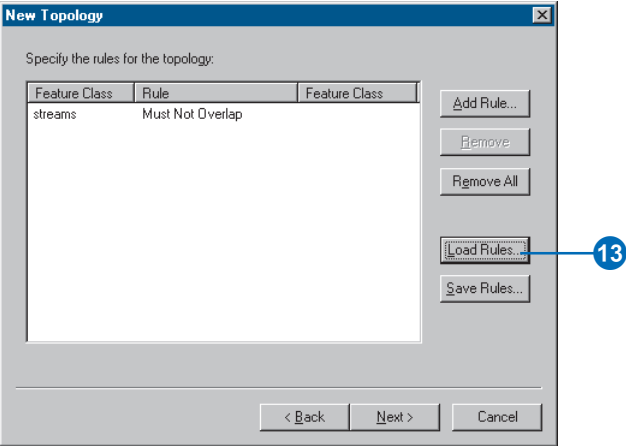 New Topology
Specify the rules for the topology:
Feature Class Rule Feature Class
streams Must Not Overlap
Add Rule...
Remove
Remove All
Load Rules...
13
Save Rules...
< Back Next > Cancel